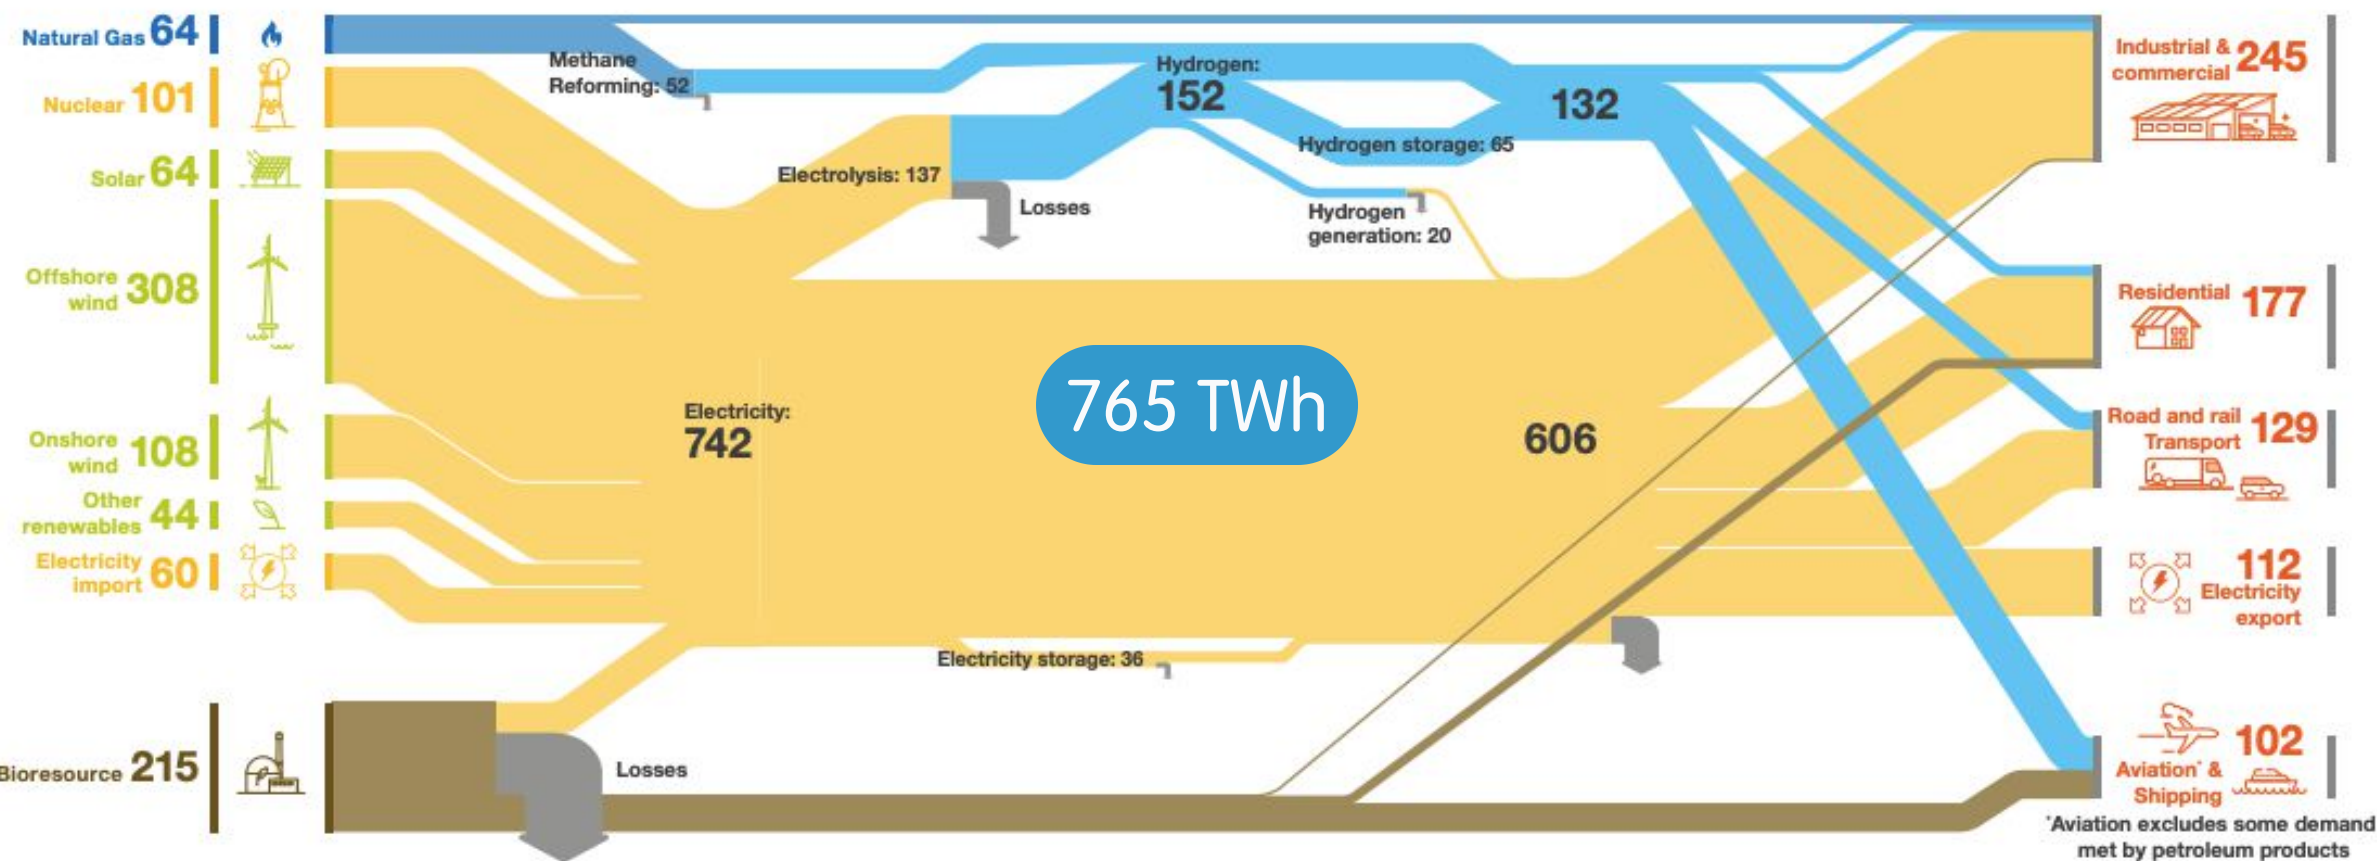 Natural Gas 64
Nuclear 101
Solar 64
Offshore
wind 308
Onshore
wind 108
Other
renewables 44
Electricity
import 60
Bioresource 215
Methane
Reforming: 52
Electrolysis: 137
Losses
Hydrogen:
152
Hydrogen storage: 65
Hydrogen
generation: 20
132
Electricity:
742
765 TWh
606
Electricity storage: 36
Losses
Industrial &
commercial 245
Residential 177
Road and rail
Transport 129
112
Electricity
export
102
Aviation* &
Shipping
*Aviation excludes some demand
met by petroleum products